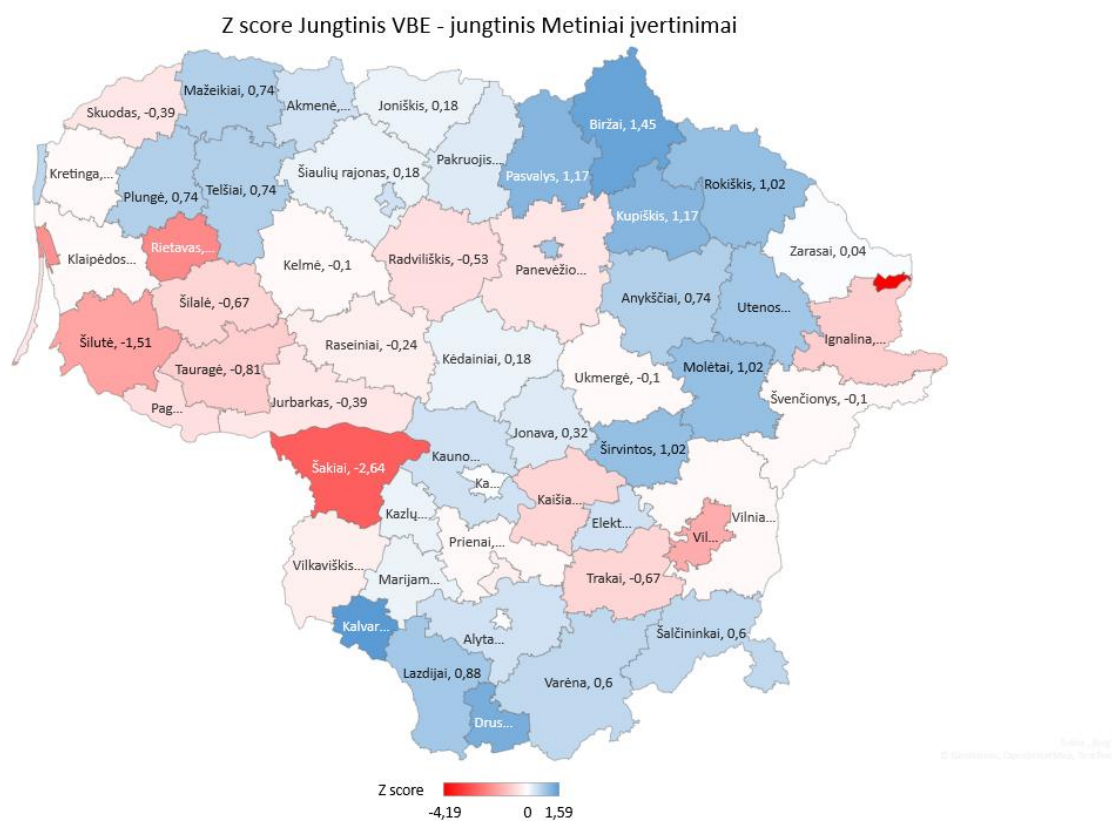 Z score Jungtinis VBE - jungtinis Metiniai įvertinimai
Mažeikiai, 0,74
Skuodas, -0,39
Akmenė,...
Joniškis, 0,18
Biržai, 1,45
Kretinga,...
Plungė, 0,74
Telšiai, 0,74
Šiaulių rajonas, 0,18
Pakruojis...
Pasvalys, 1,17
Rokiškis, 1,02
Kupiškis, 1,17
Klaipėdos...
Rietavas,...
Kelmė, -0,1
Radviliškis, -0,53
Panevėžio...
Zarasai, 0,04
Šilalė, -0,67
Anykščiai, 0,74
Utenos...
Šilutė, -1,51
Tauragė, -0,81
Raseiniai, -0,24
Kėdainiai, 0,18
Ignalina,...
Ukmergė, -0,1
Molėtai, 1,02
Švenčionys, -0,1
Pag...
Jurbarkas, -0,39
Jonava, 0,32
Širvintos, 1,02
Šakiai, -2,64
Kauno...
Ka...
Kaišia...
Kazlų...
Elekt...
Vilnia...
Prienai,...
Vil...
Vilkaviškis...
Marijam...
Trakai, -0,67
Kalvar...
Alyta...
Šalčininkai, 0,6
Lazdijai, 0,88
Varėna, 0,6
Drus...
Z score
-4,19 0 1,59